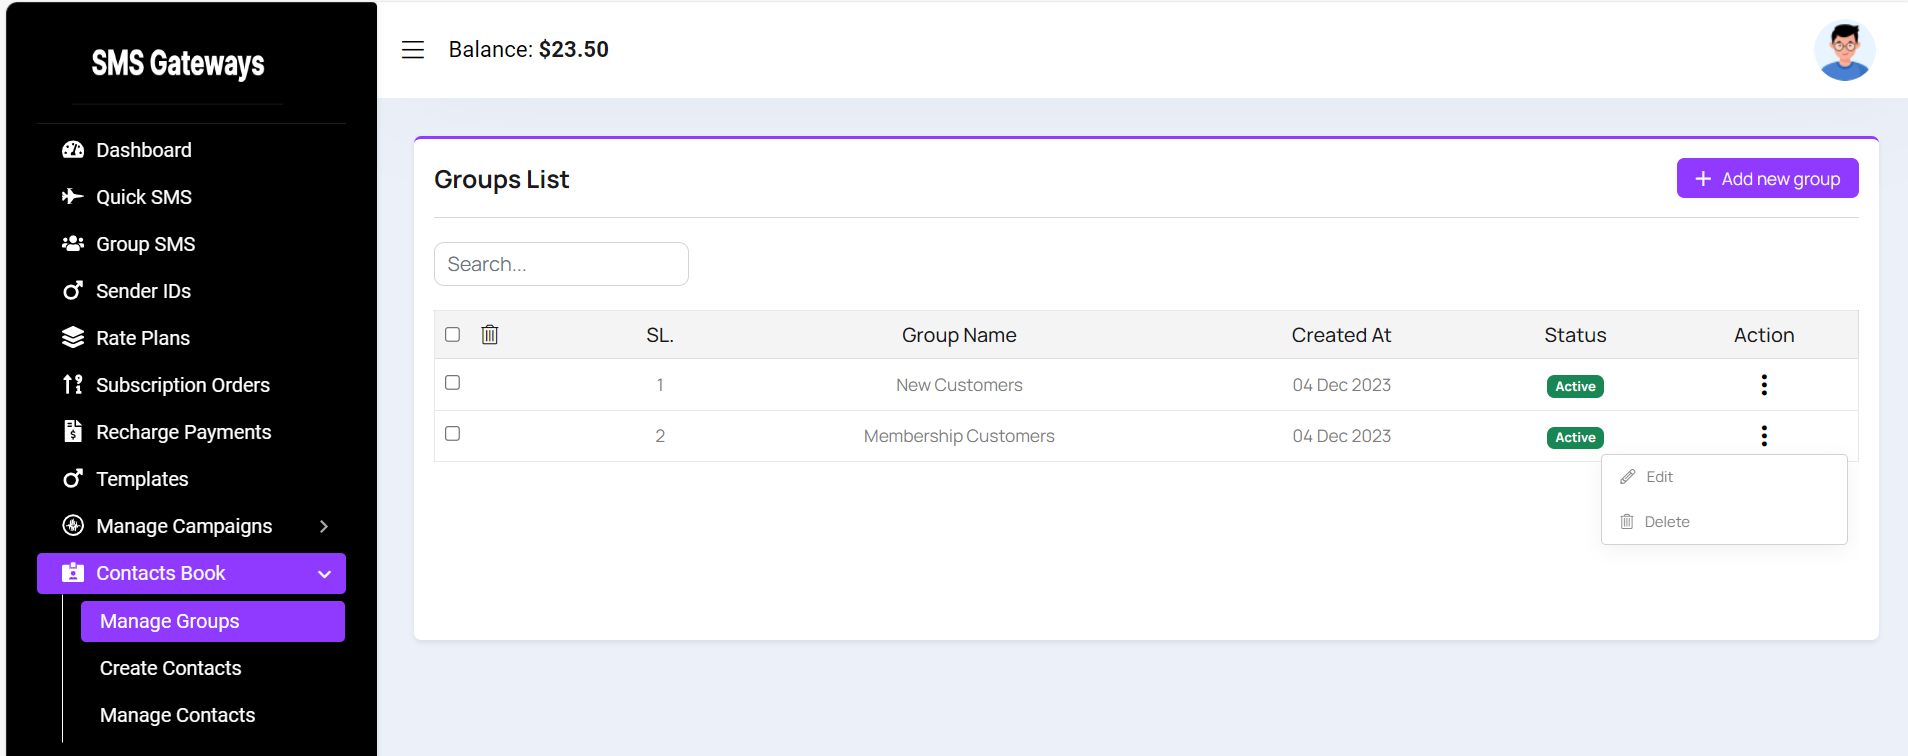 SMS Gateways
Balance: $23.50
Dashboard
Quick SMS
Group SMS
Sender IDs
Rate Plans
Subscription Orders
Recharge Payments
Templates
Manage Campaigns
Contacts Book
Manage Groups
Create Contacts
Manage Contacts
Groups List
Add new group
Search...
SL. Group Name Created At Status Action
1 New Customers 04 Dec 2023 Active
2 Membership Customers 04 Dec 2023 Active
Edit
Delete